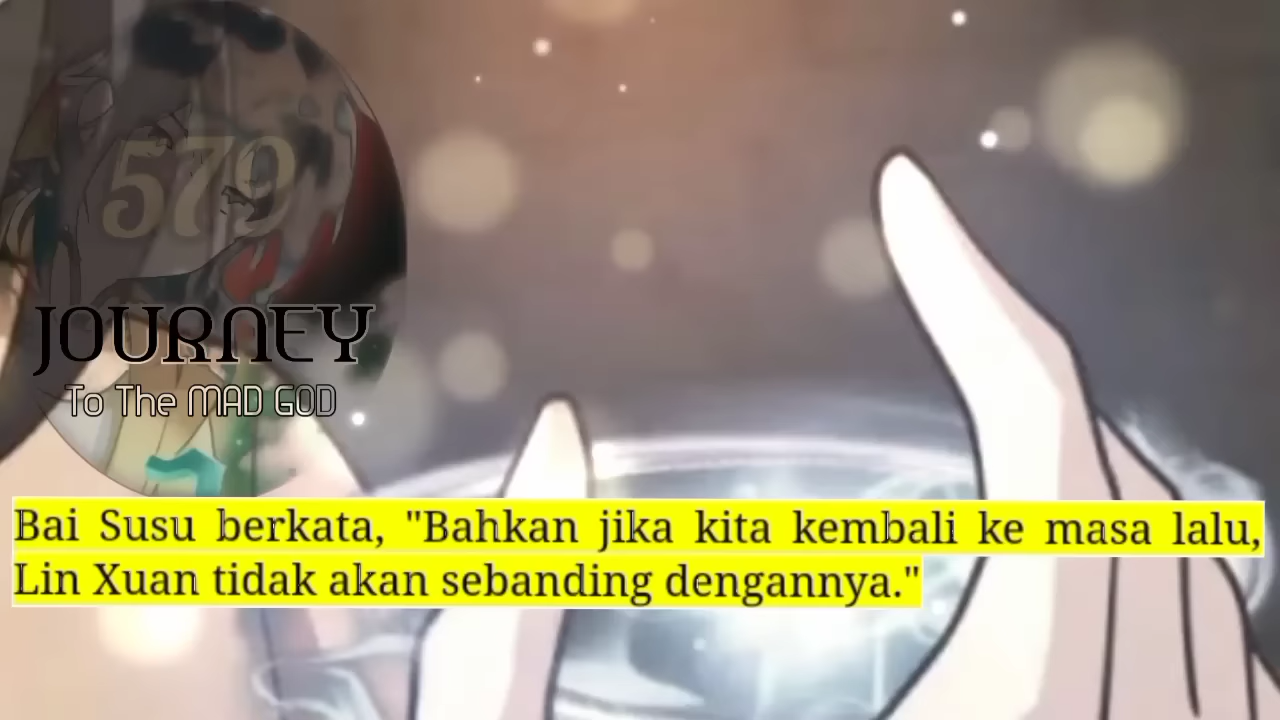 579
JOURNEY
To The MAD GOD
Bai Susu berkata, "Bahkan jika kita kembali ke masa lalu,
Lin Xuan tidak akan sebanding dengannya."